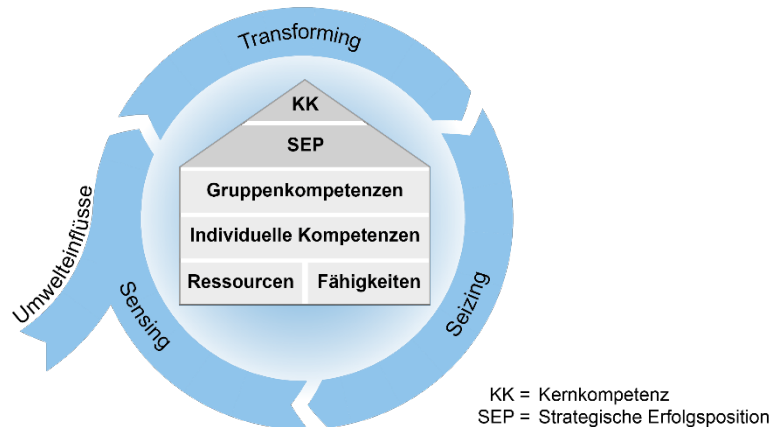 Transforming
KK
SEP
Gruppenkompetenzen
Individuelle Kompetenzen
Ressourcen Fähigkeiten
Umwelteinflüsse
Sensing
Seizing
KK = Kernkompetenz
SEP = Strategische Erfolgsposition